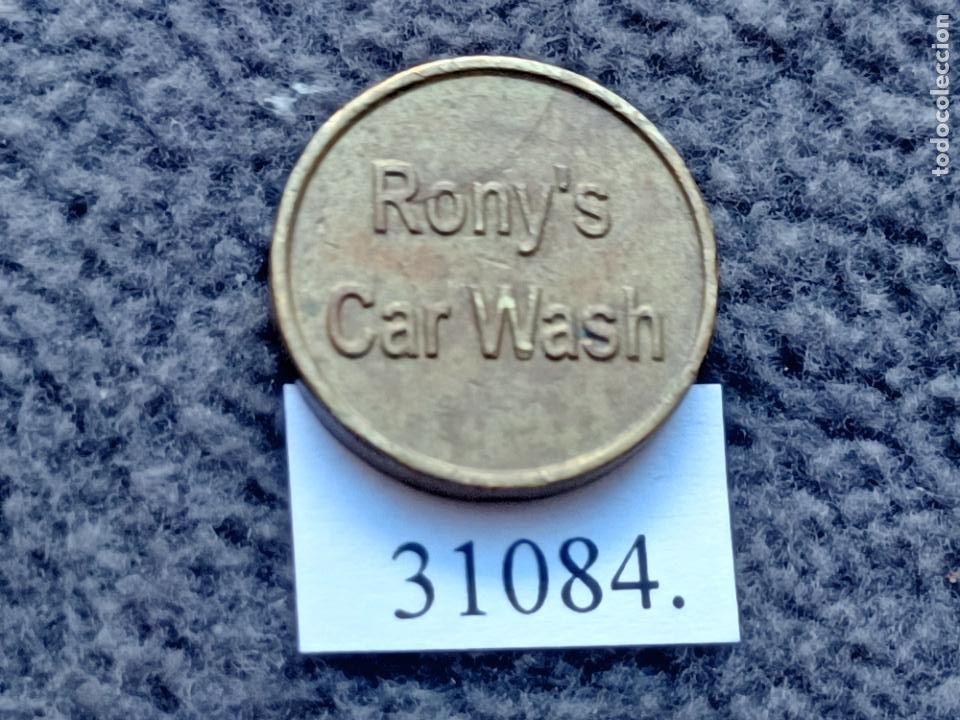 Rony's
Car Wash
31084.
todocoleccion